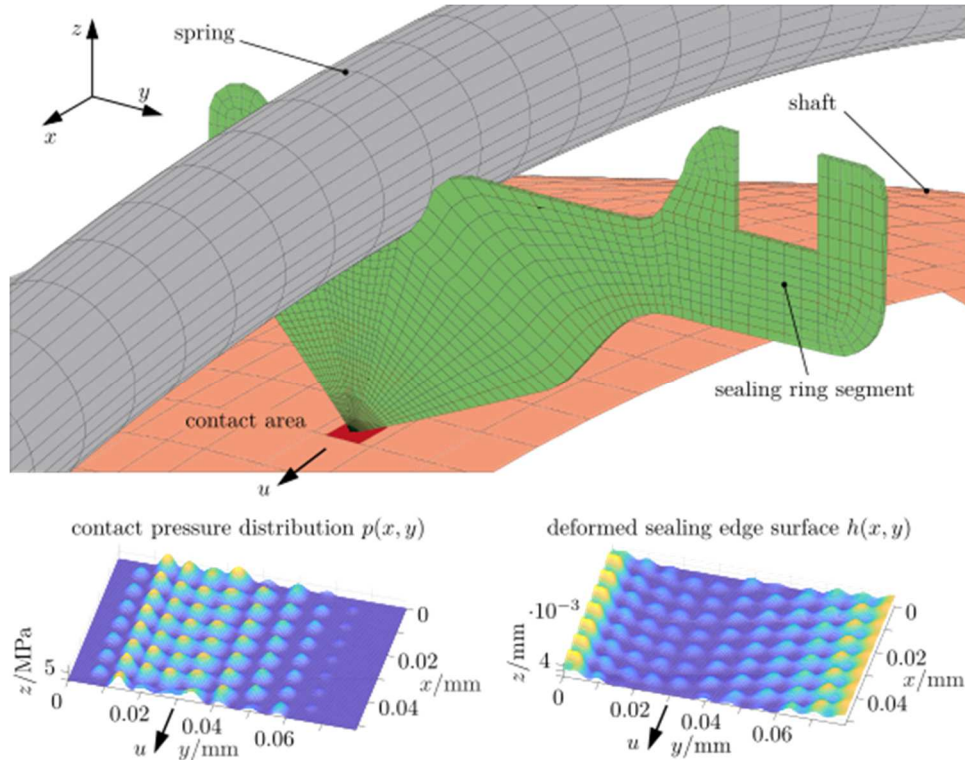 z
spring
y
x
shaft
sealing ring segment
contact area
u
contact pressure distribution p(x, y)
deformed sealing edge surface h(x, y)
z/MPa
5
0
0.02
0.04
0.06
y/mm
u
0
0.02
0.04
x/mm
·10⁻³
z/mm
4
0
0.02
0.04
0.06
y/mm
u
0
0.02
0.04
x/mm